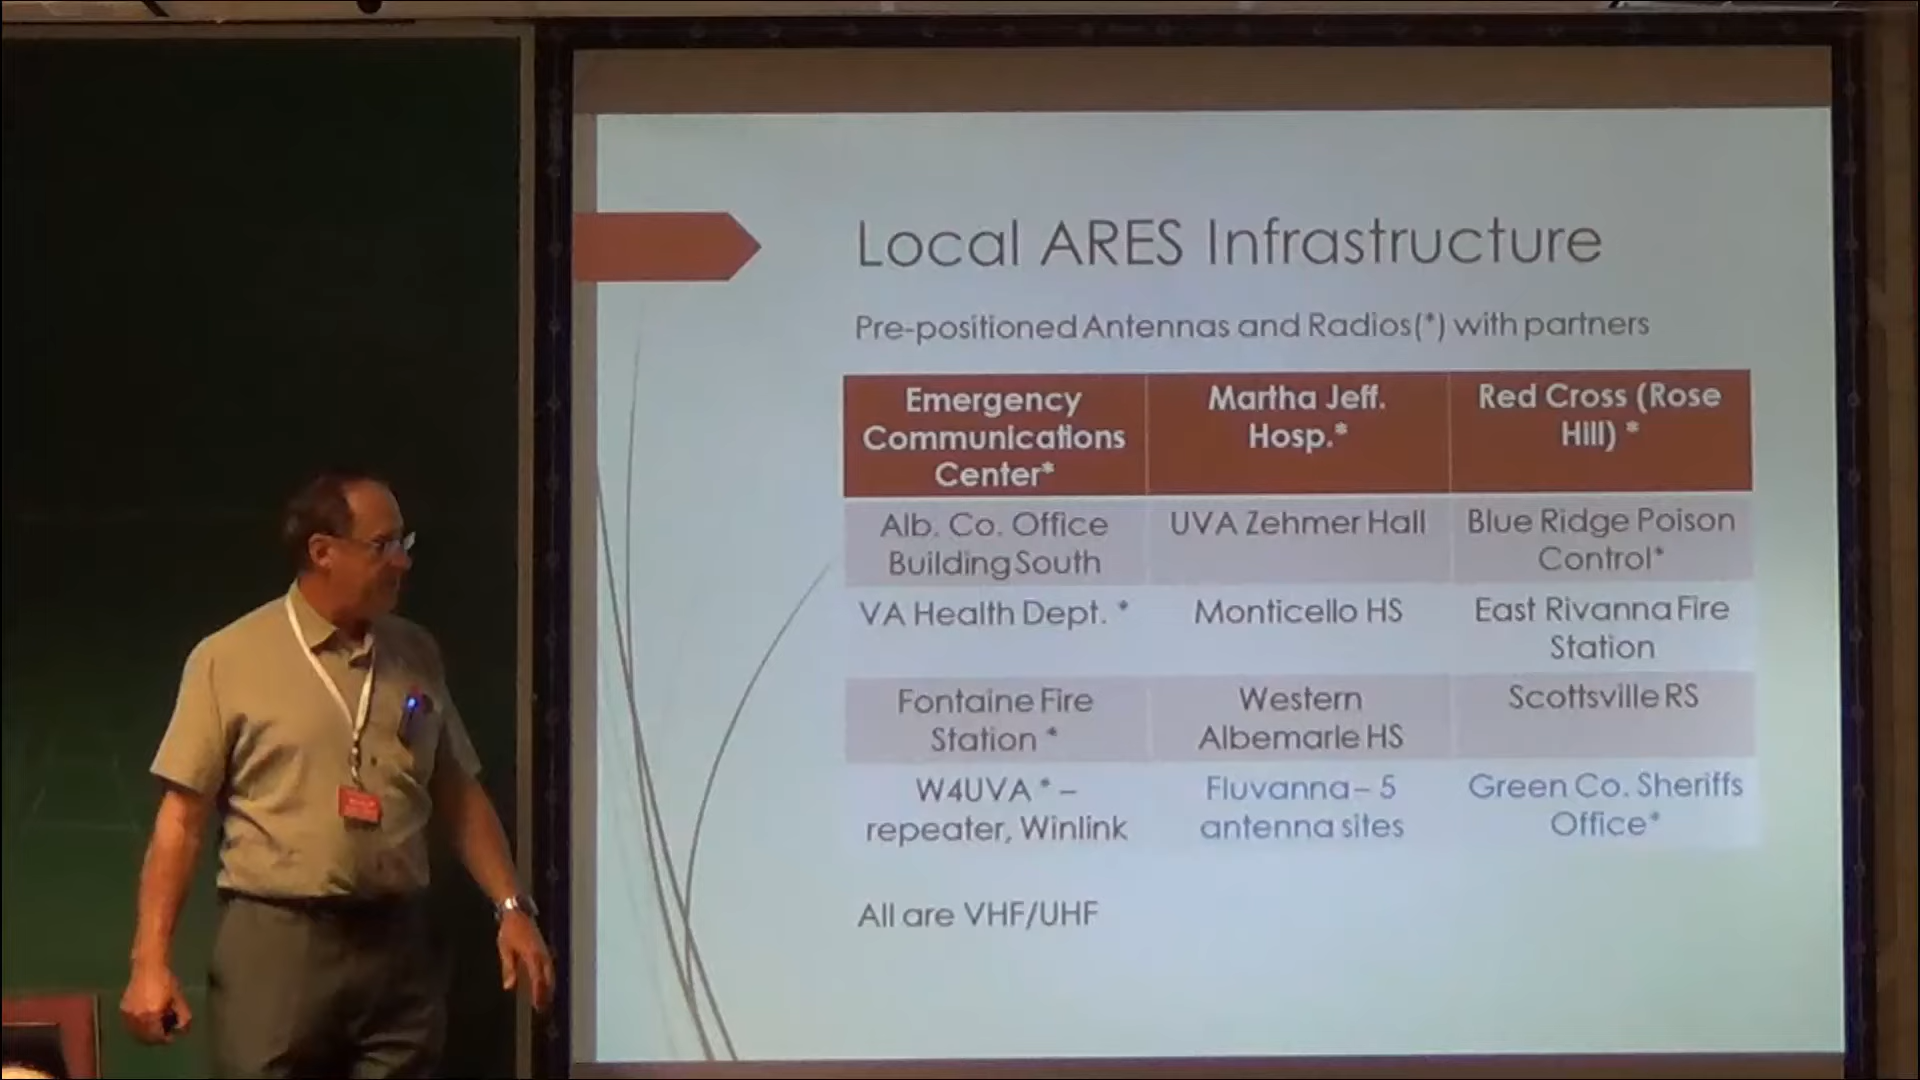 Local ARES Infrastructure
Pre-positioned Antennas and Radios(*) with partners
Emergency
Communications
Center*
Martha Jeff.
Hosp.*
Red Cross (Rose
Hill) *
Alb. Co. Office
Building South
UVA Zehmer Hall
Blue Ridge Poison
Control*
VA Health Dept. *
Monticello HS
East Rivanna Fire
Station
Fontaine Fire
Station *
Western
Albemarle HS
Scottsville RS
W4UVA * –
repeater, Winlink
Fluvanna – 5
antenna sites
Green Co. Sheriffs
Office*
All are VHF/UHF